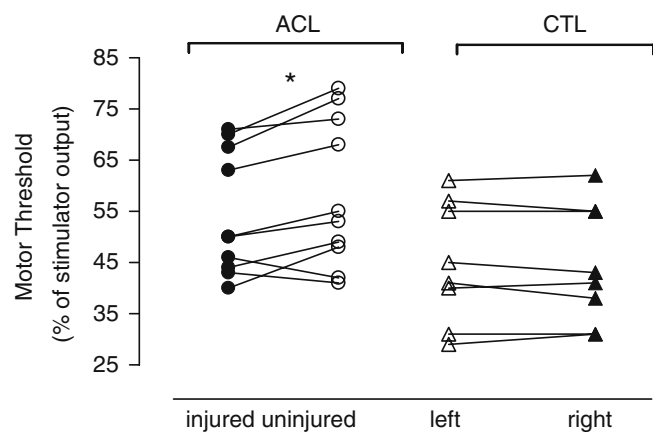 ACL CTL
*
Motor Threshold
(% of stimulator output)
85
75
65
55
45
35
25
injured uninjured left right